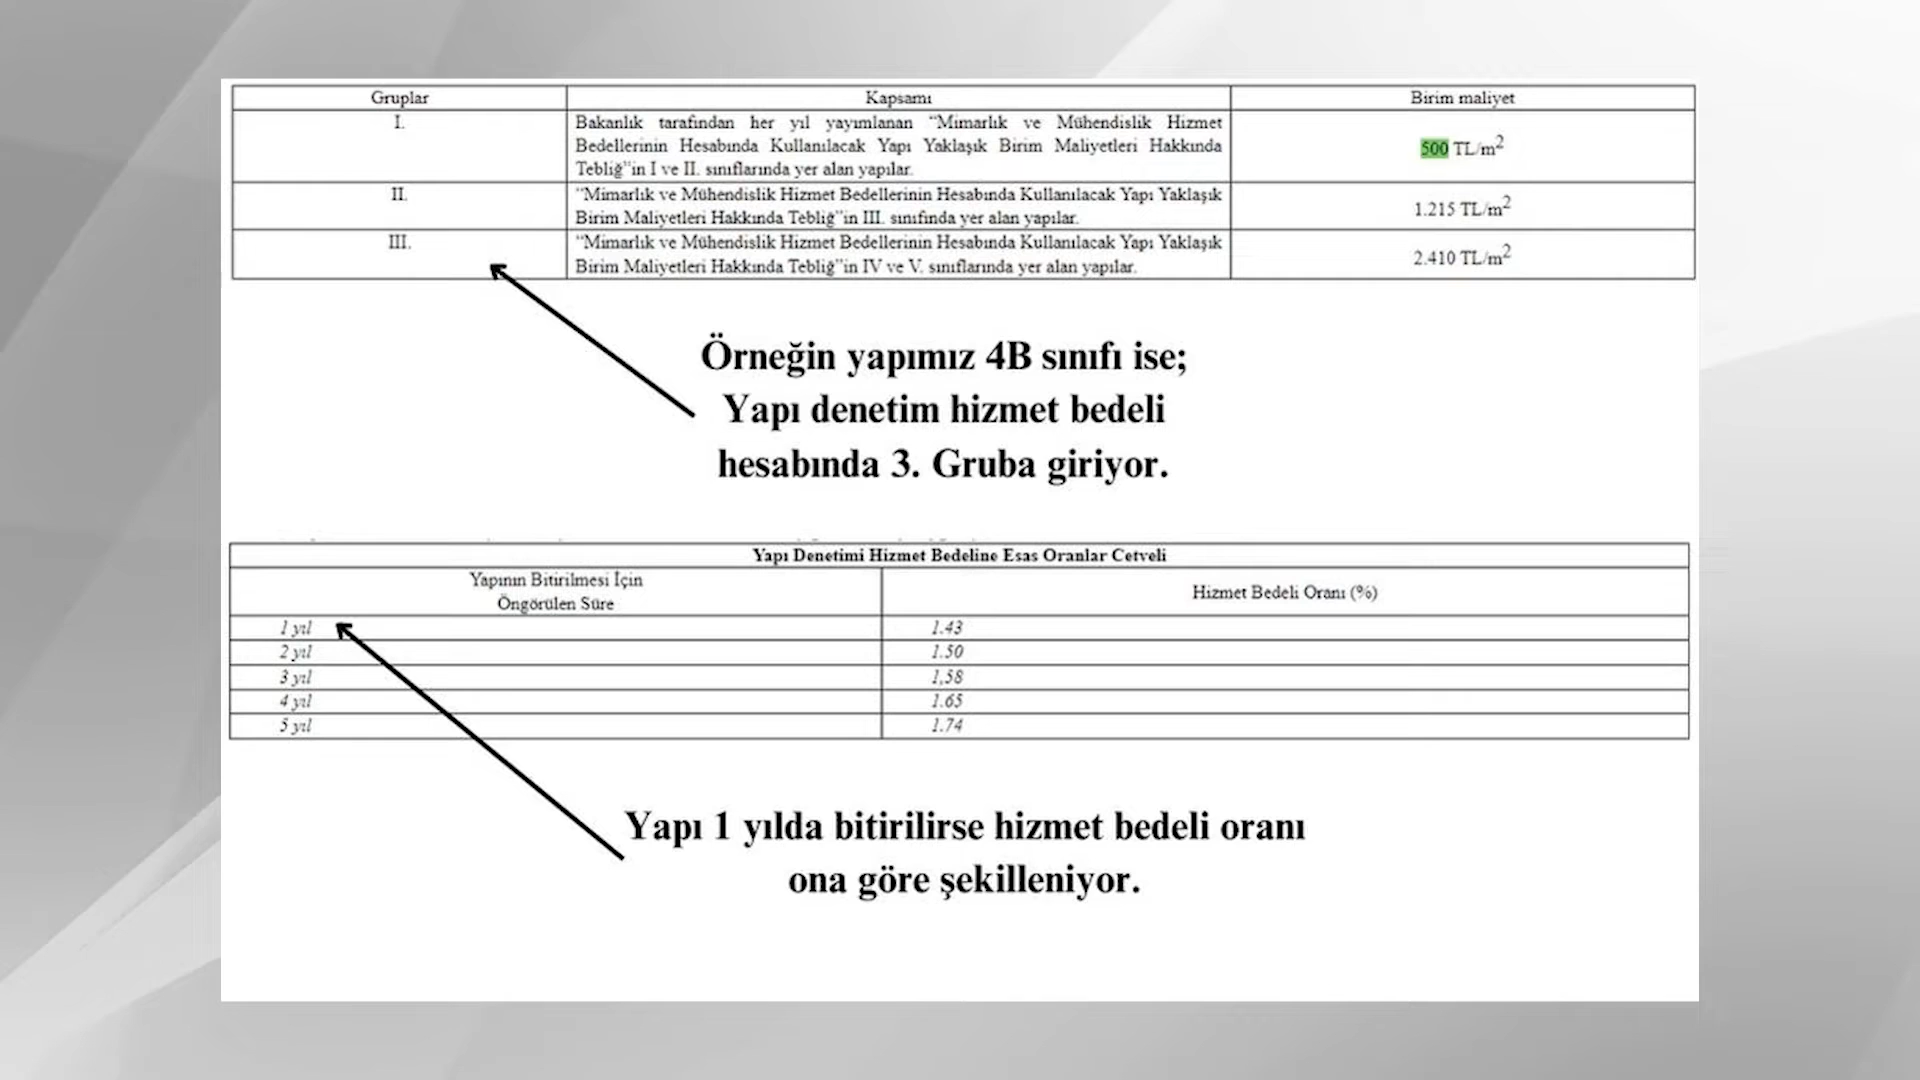 Gruplar Kapsamı Birim maliyet
I. Bakanlık tarafından her yıl yayımlanan “Mimarlık ve Mühendislik Hizmet
Bedellerinin Hesabında Kullanılacak Yapı Yaklaşık Birim Maliyetleri Hakkında
Tebliğ”in I ve II. sınıflarında yer alan yapılar.
500 TL/m²
II. “Mimarlık ve Mühendislik Hizmet Bedellerinin Hesabında Kullanılacak Yapı Yaklaşık
Birim Maliyetleri Hakkında Tebliğ”in III. sınıfında yer alan yapılar.
1.215 TL/m²
III. “Mimarlık ve Mühendislik Hizmet Bedellerinin Hesabında Kullanılacak Yapı Yaklaşık
Birim Maliyetleri Hakkında Tebliğ”in IV ve V. sınıflarında yer alan yapılar.
2.410 TL/m²
Örneğin yapımız 4B sınıfı ise;
Yapı denetim hizmet bedeli
hesabında 3. Gruba giriyor.
Yapı Denetimi Hizmet Bedeline Esas Oranlar Cetveli
Yapının Bitirilmesi İçin
Öngörülen Süre
Hizmet Bedeli Oranı (%)
1 yıl 1.43
2 yıl 1.50
3 yıl 1,58
4 yıl 1.65
5 yıl 1.74
Yapı 1 yılda bitirilirse hizmet bedeli oranı
ona göre şekilleniyor.